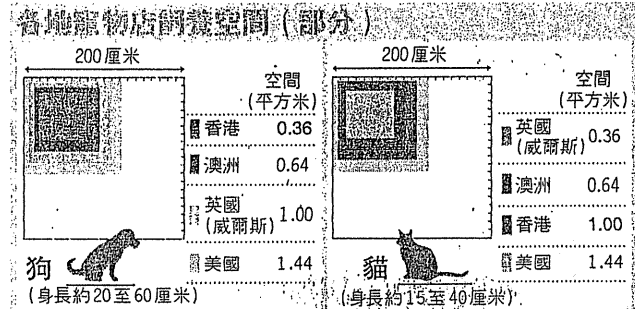 各地寵物店飼養空間(部分)
200厘米
空間
(平方米)
香港 0.36
澳洲 0.64
英國
(威爾斯) 1.00
美國 1.44
狗
(身長約20至60厘米)
200厘米
空間
(平方米)
英國
(威爾斯) 0.36
澳洲 0.64
香港 1.00
美國 1.44
貓
(身長約15至40厘米)